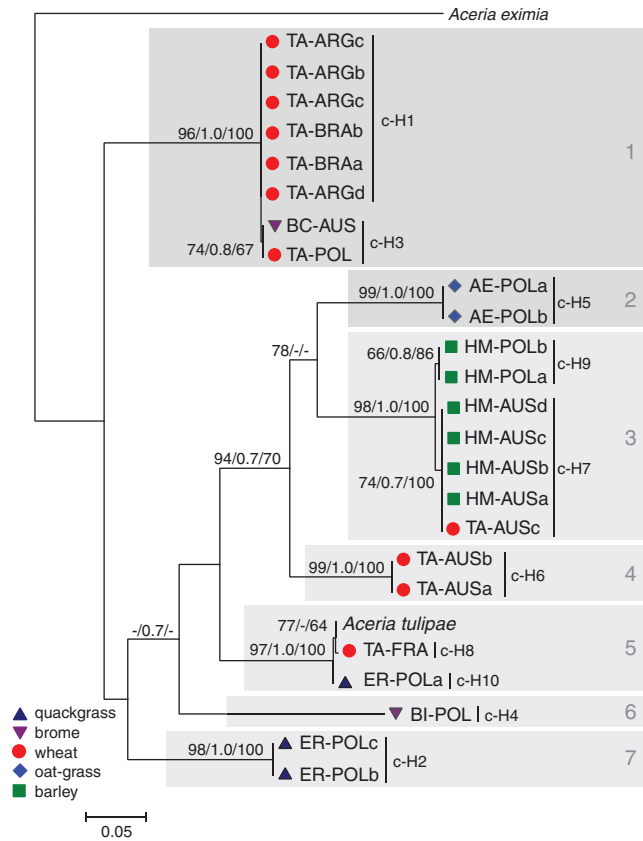 Aceria eximia
TA-ARGc
TA-ARGb
TA-ARGc
c-H1
96/1.0/100
TA-BRAb
1
TA-BRAa
TA-ARGd
BC-AUS
c-H3
74/0.8/67
TA-POL
99/1.0/100
AE-POLa
c-H5
2
AE-POLb
78/-/-
66/0.8/86
HM-POLb
c-H9
HM-POLa
98/1.0/100
HM-AUSd
3
HM-AUSc
94/0.7/70
HM-AUSb
c-H7
74/0.7/100
HM-AUSa
TA-AUSc
99/1.0/100
TA-AUSb
c-H6
4
TA-AUSa
77/-/64
Aceria tulipae
-/0.7/-
97/1.0/100
TA-FRA
c-H8
5
ER-POLa
c-H10
BI-POL
c-H4
6
98/1.0/100
ER-POLc
c-H2
7
ER-POLb
quackgrass
brome
wheat
oat-grass
barley
0.05